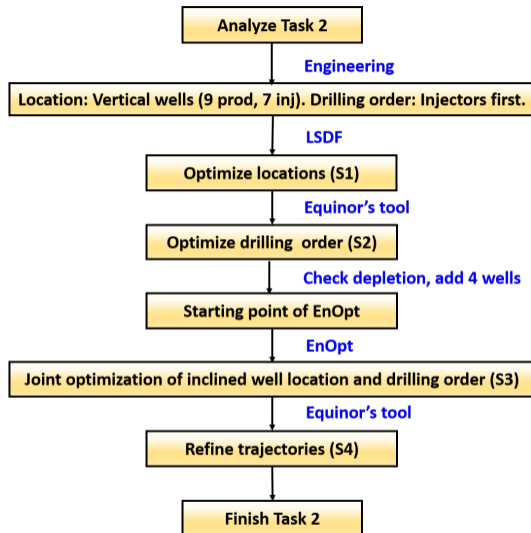 Analyze Task 2
Engineering
Location: Vertical wells (9 prod, 7 inj). Drilling order: Injectors first.
LSDF
Optimize locations (S1)
Equinor's tool
Optimize drilling order (S2)
Check depletion, add 4 wells
Starting point of EnOpt
EnOpt
Joint optimization of inclined well location and drilling order (S3)
Equinor's tool
Refine trajectories (S4)
Finish Task 2